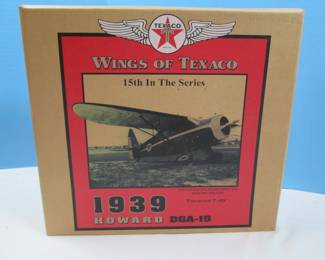 TEXACO
T
WINGS OF TEXACO
15th In The Series
1939
HOWARD DGA-15